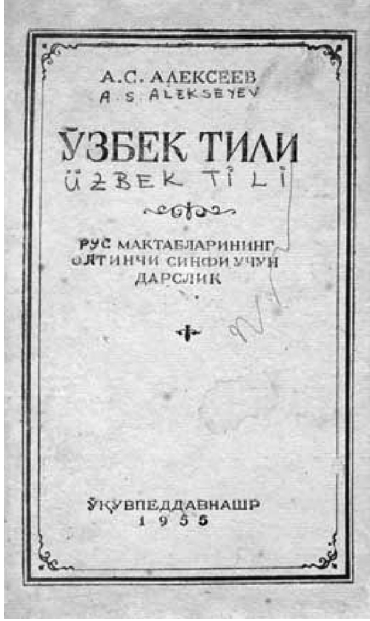 А.С. АЛЕКСЕЕВ
A S ALEKSEYEV
ЎЗБЕК ТИЛИ
ÜZBEK TİLİ
РУС МАКТАБЛАРИНИНГ
ОЛТИНЧИ СИНФИ УЧУН
ДАРСЛИК
ЎҚУВПЕДДАВНАШР
1955